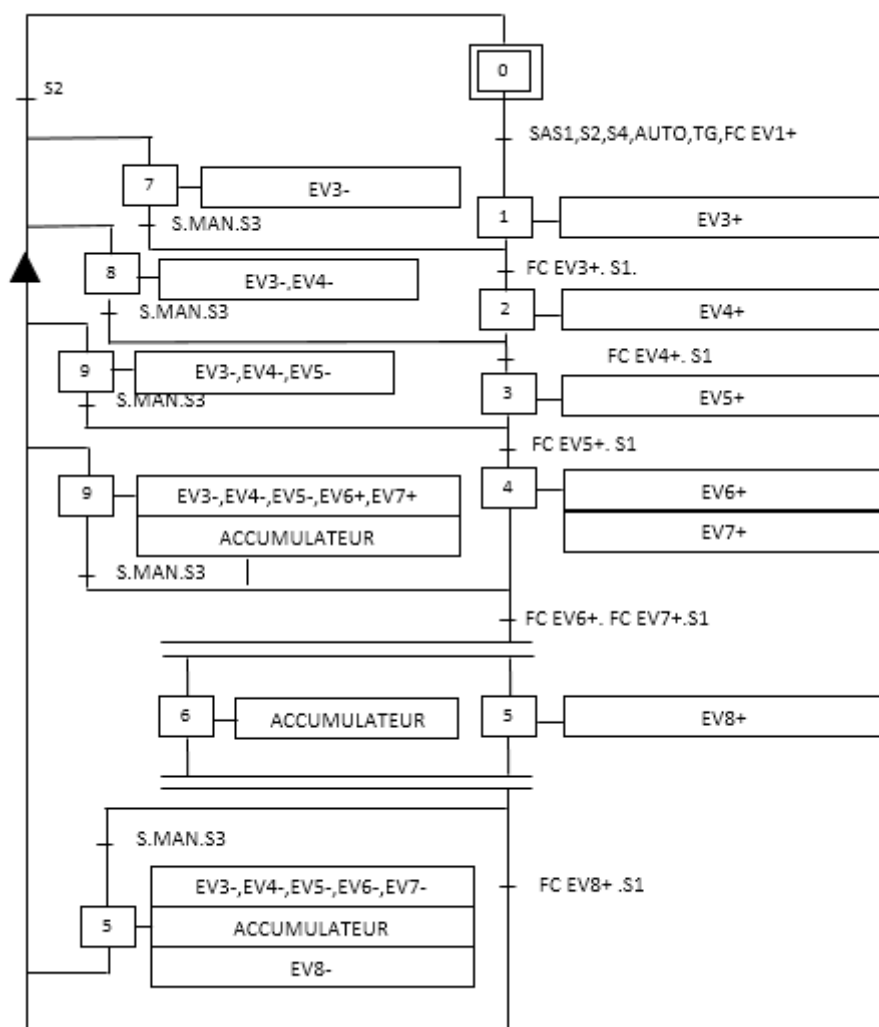 0
S2
SAS1,S2,S4,AUTO,TG,FC EV1+
7
EV3-
1
EV3+
S.MAN.S3
FC EV3+. S1.
8
EV3-,EV4-
2
EV4+
S.MAN.S3
FC EV4+. S1
9
EV3-,EV4-,EV5-
3
EV5+
S.MAN.S3
FC EV5+. S1
9
EV3-,EV4-,EV5-,EV6+,EV7+
ACCUMULATEUR
4
EV6+
EV7+
S.MAN.S3
FC EV6+. FC EV7+.S1
6
ACCUMULATEUR
5
EV8+
S.MAN.S3
FC EV8+ .S1
5
EV3-,EV4-,EV5-,EV6-,EV7-
ACCUMULATEUR
EV8-